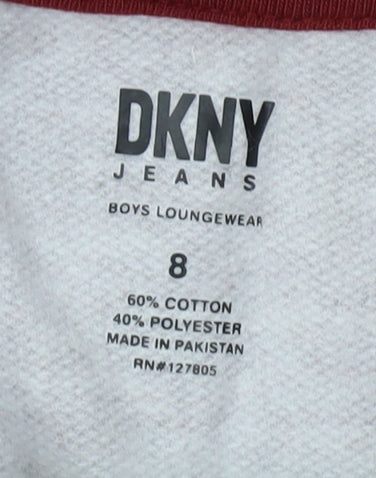 DKNY
JEANS
BOYS LOUNGEWEAR
8
60% COTTON
40% POLYESTER
MADE IN PAKISTAN
RN#127805